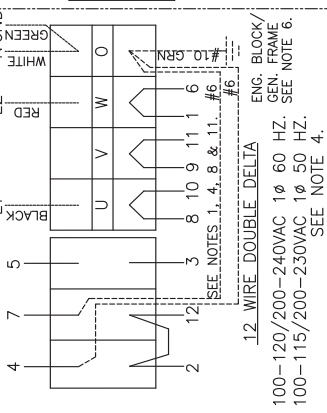 GREEN
WHITE
RED
BLACK
O
W
V
U
#10 GRN
6
1
11
9
10
8
#6
#6
SEE NOTES 1, 4, 8 & 11.
5
7
4
3
12
2
ENG. BLOCK/
GEN. FRAME
SEE NOTE 6.
12 WIRE DOUBLE DELTA
100-120/200-240VAC 1ø 60 HZ.
100-115/200-230VAC 1ø 50 HZ.
SEE NOTE 4.